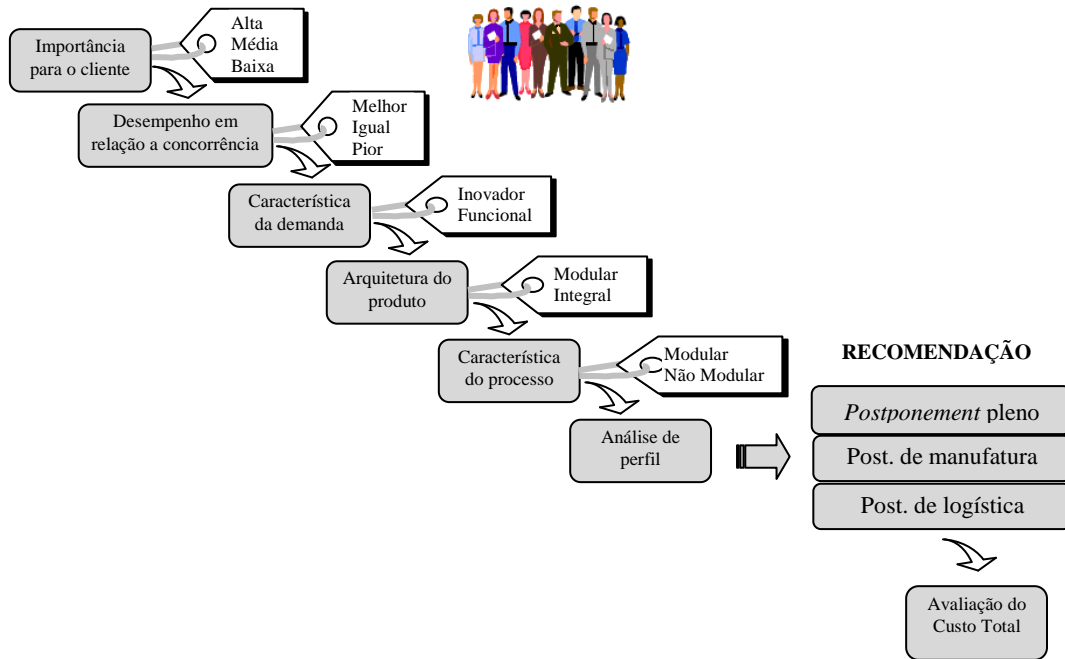 Importância
para o cliente
Alta
Média
Baixa
Desempenho em
relação a concorrência
Melhor
Igual
Pior
Característica
da demanda
Inovador
Funcional
Arquitetura do
produto
Modular
Integral
Característica
do processo
Modular
Não Modular
Análise de
perfil
RECOMENDAÇÃO
Postponement pleno
Post. de manufatura
Post. de logística
Avaliação do
Custo Total